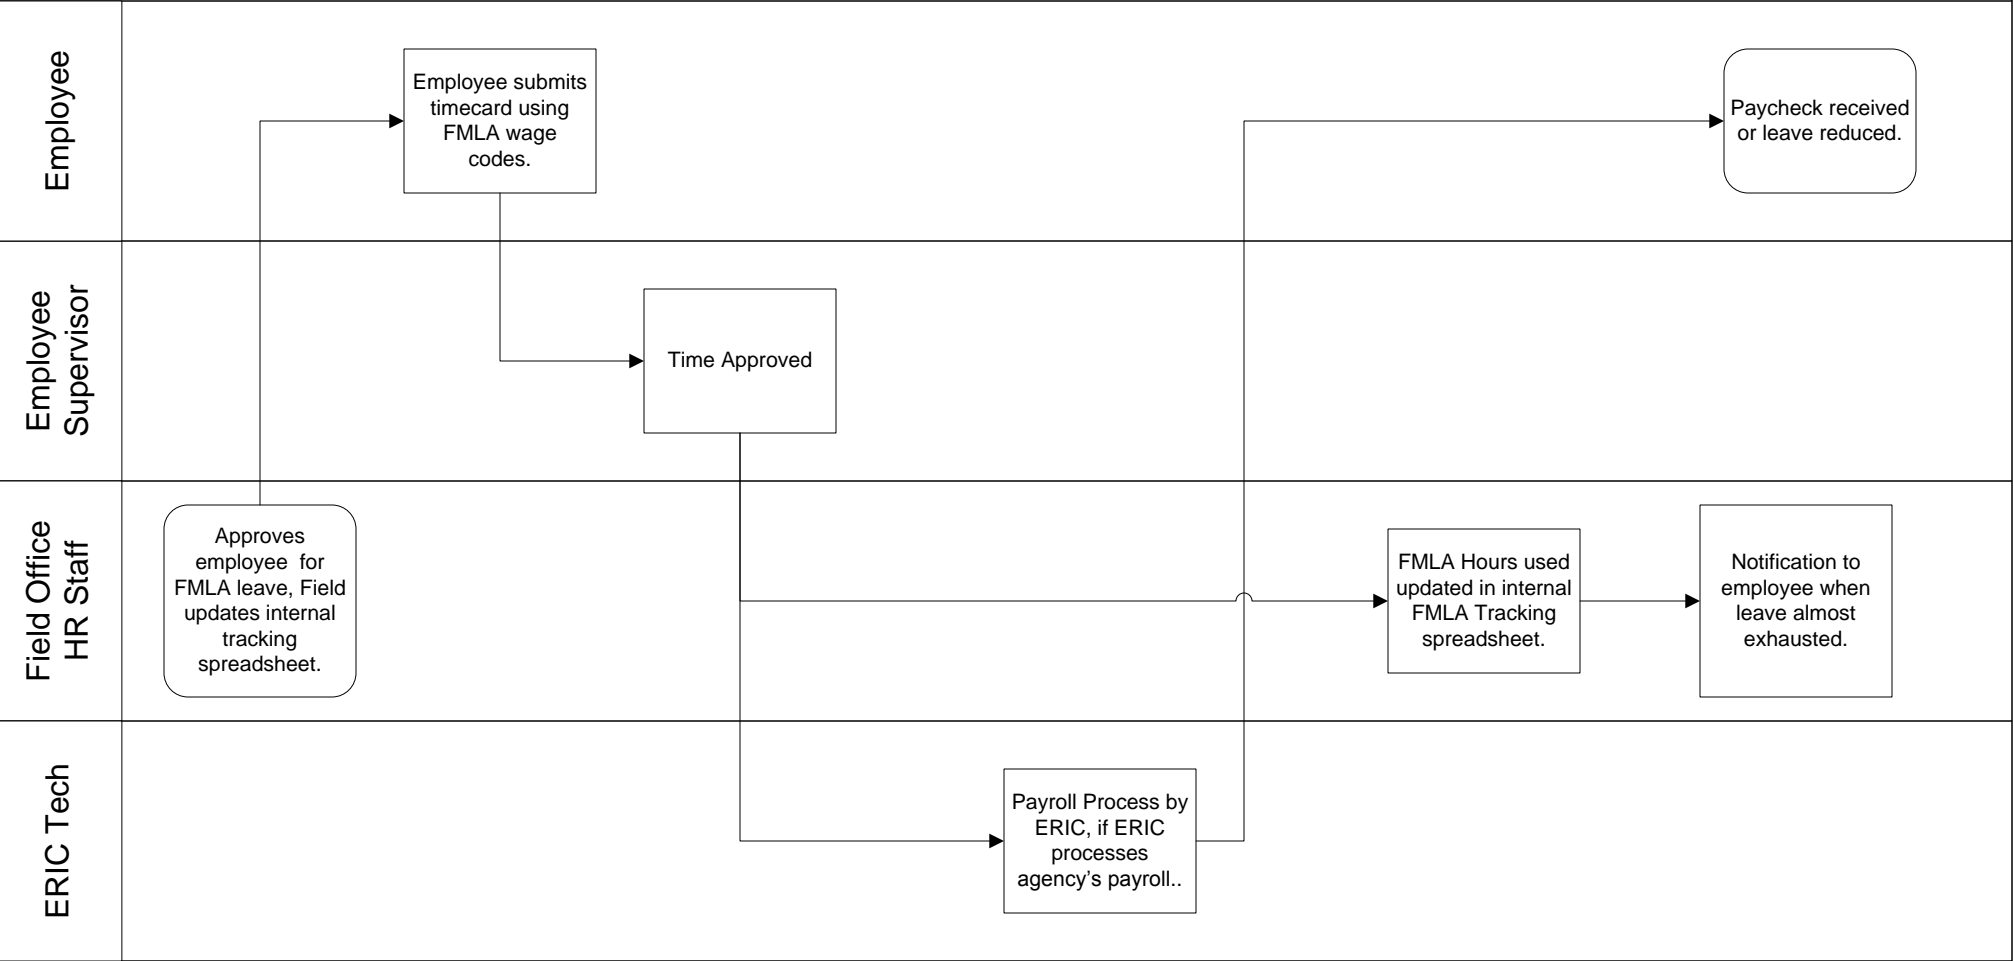 Employee
Employee submits
timecard using
FMLA wage
codes.
Paycheck received
or leave reduced.
Employee
Supervisor
Time Approved
Field Office
HR Staff
Approves
employee  for
FMLA leave, Field
updates internal
tracking
spreadsheet.
FMLA Hours used
updated in internal
FMLA Tracking
spreadsheet.
Notification to
employee when
leave almost
exhausted.
ERIC Tech
Payroll Process by
ERIC, if ERIC
processes
agency’s payroll..